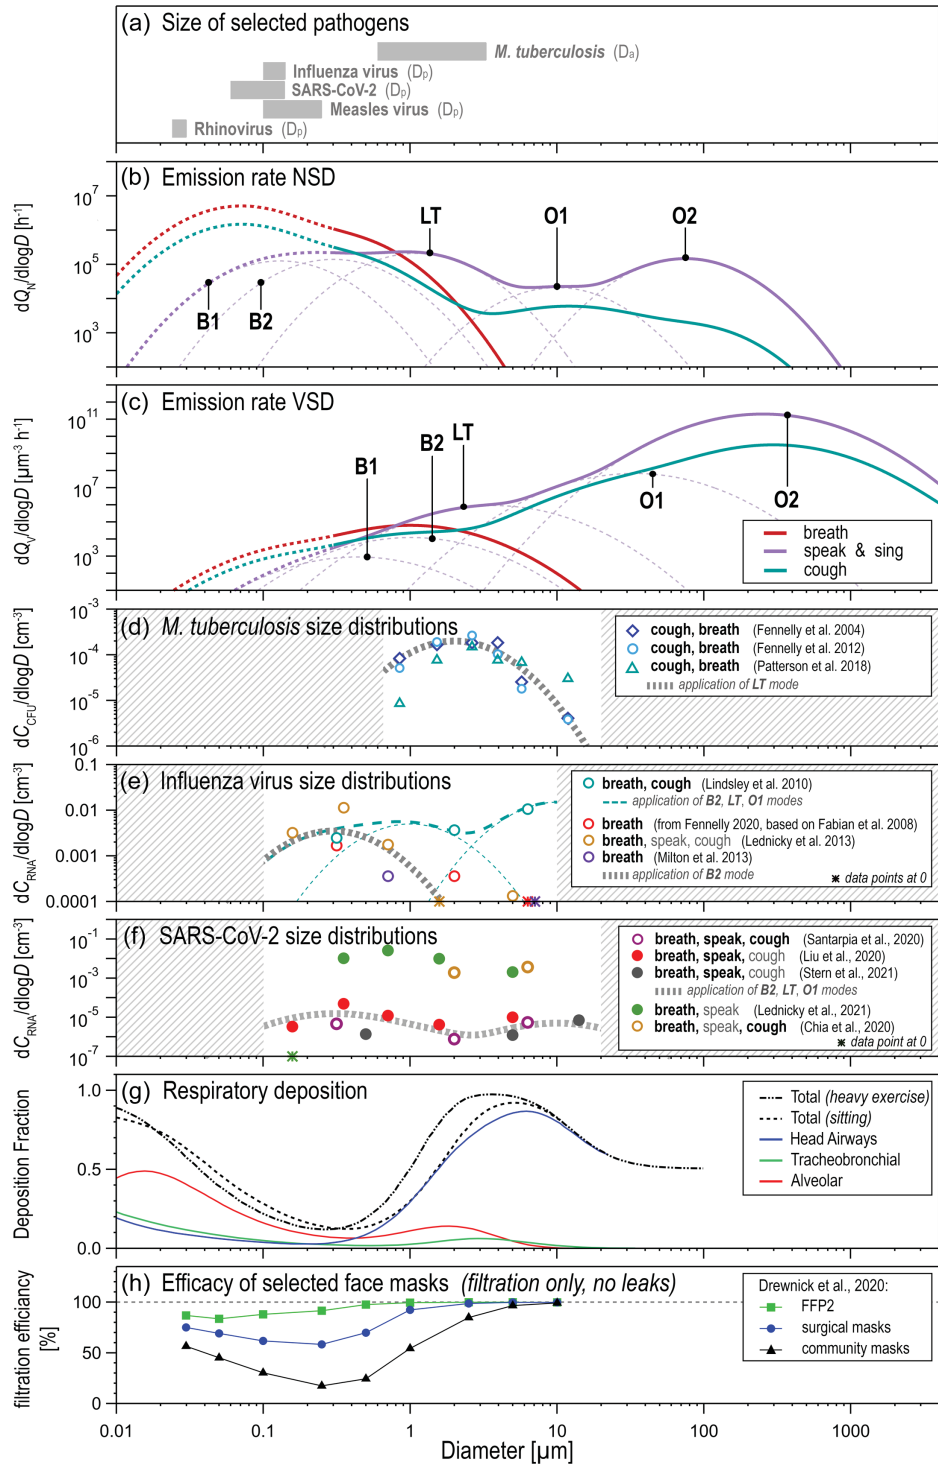 (a) Size of selected pathogens
M. tuberculosis (Da)
Influenza virus (Dp)
SARS-CoV-2 (Dp)
Measles virus (Dp)
Rhinovirus (Dp)
(b) Emission rate NSD
dQN/dlogD [h-1]
10^7
10^5
10^3
LT
O1
O2
B1
B2
(c) Emission rate VSD
dQV/dlogD [µm-3 h-1]
10^11
10^7
10^3
B1
B2
LT
O1
O2
breath
speak & sing
cough
(d) M. tuberculosis size distributions
dCCFU/dlogD [cm-3]
10^-3
10^-4
10^-5
10^-6
cough, breath (Fennelly et al. 2004)
cough, breath (Fennelly et al. 2012)
cough, breath (Patterson et al. 2018)
application of LT mode
(e) Influenza virus size distributions
dCRNA/dlogD [cm-3]
0.1
0.01
0.001
0.0001
breath, cough (Lindsley et al. 2010)
application of B2, LT, O1 modes
breath (from Fennelly 2020, based on Fabian et al. 2008)
breath, speak, cough (Lednicky et al. 2013)
breath (Milton et al. 2013)
application of B2 mode
data points at 0
(f) SARS-CoV-2 size distributions
dCRNA/dlogD [cm-3]
10^-1
10^-3
10^-5
10^-7
breath, speak, cough (Santarpia et al., 2020)
breath, speak, cough (Liu et al., 2020)
breath, speak, cough (Stern et al., 2021)
application of B2, LT, O1 modes
breath, speak (Lednicky et al., 2021)
breath, speak, cough (Chia et al., 2020)
data point at 0
(g) Respiratory deposition
Deposition Fraction
1.0
0.5
0.0
Total (heavy exercise)
Total (sitting)
Head Airways
Tracheobronchial
Alveolar
(h) Efficacy of selected face masks (filtration only, no leaks)
filtration efficiancy
[%]
100
50
0
Drewnick et al., 2020:
FFP2
surgical masks
community masks
0.01 0.1 1 10 100 1000
Diameter [µm]